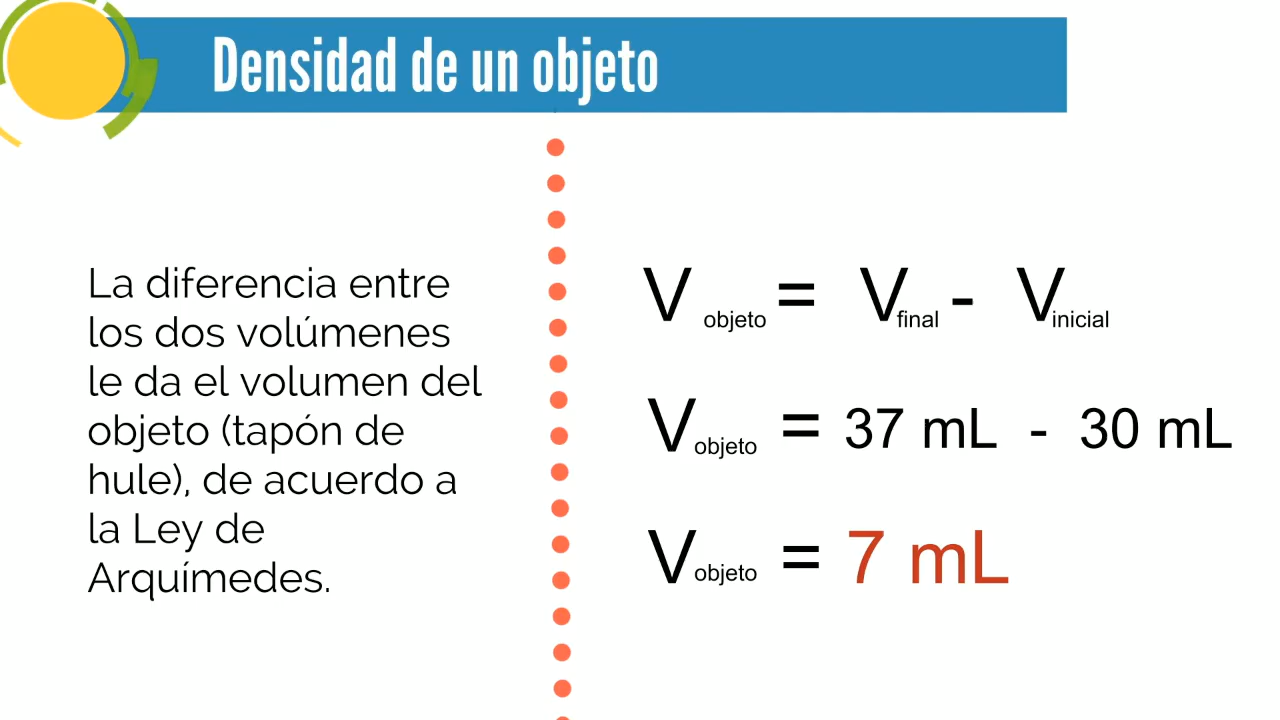 Densidad de un objeto
La diferencia entre
los dos volúmenes
le da el volumen del
objeto (tapón de
hule), de acuerdo a
la Ley de
Arquímedes.
V objeto = V final - V inicial
V objeto = 37 mL - 30 mL
V objeto = 7 mL